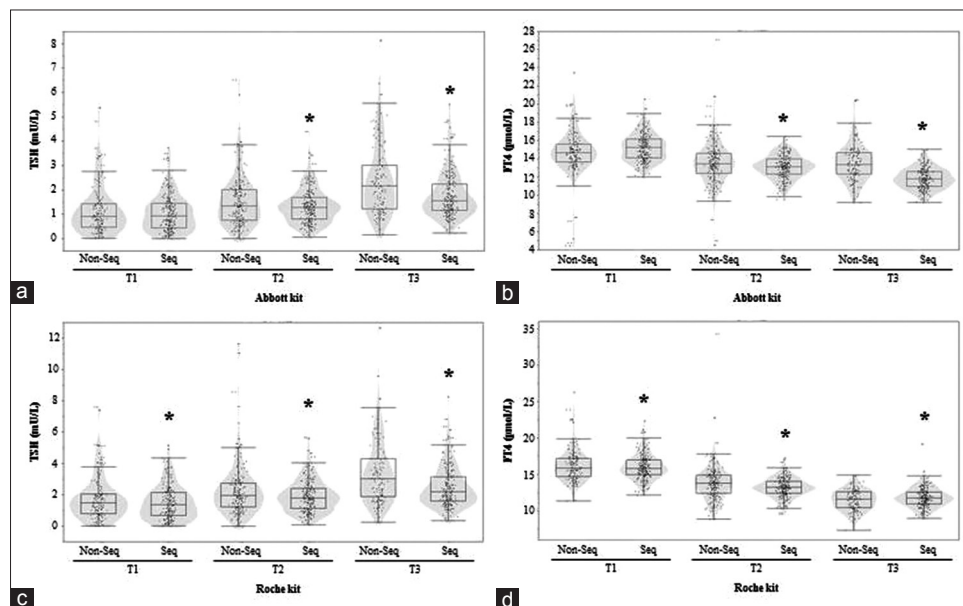 8
7
6
5
4
3
2
1
0
TSH (mU/L)
*
*
Non-Seq Seq Non-Seq Seq Non-Seq Seq
T1 T2 T3
Abbott kit
a
28
26
24
22
20
18
16
14
12
10
8
6
4
FT4 (pmol/L)
*
*
Non-Seq Seq Non-Seq Seq Non-Seq Seq
T1 T2 T3
Abbott kit
b
12
10
8
6
4
2
0
TSH (mU/L)
*
*
*
Non-Seq Seq Non-Seq Seq Non-Seq Seq
T1 T2 T3
Roche kit
c
35
30
25
20
15
10
FT4 (pmol/L)
*
*
*
Non-Seq Seq Non-Seq Seq Non-Seq Seq
T1 T2 T3
Roche kit
d